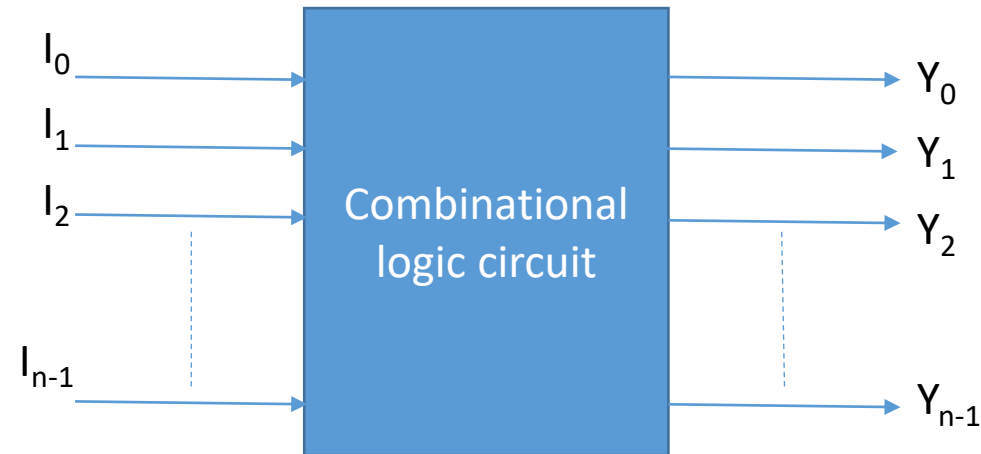 I₀
Y₀
I₁
Y₁
I₂
Y₂
Combinational
logic circuit
Iₙ₋₁
Yₙ₋₁